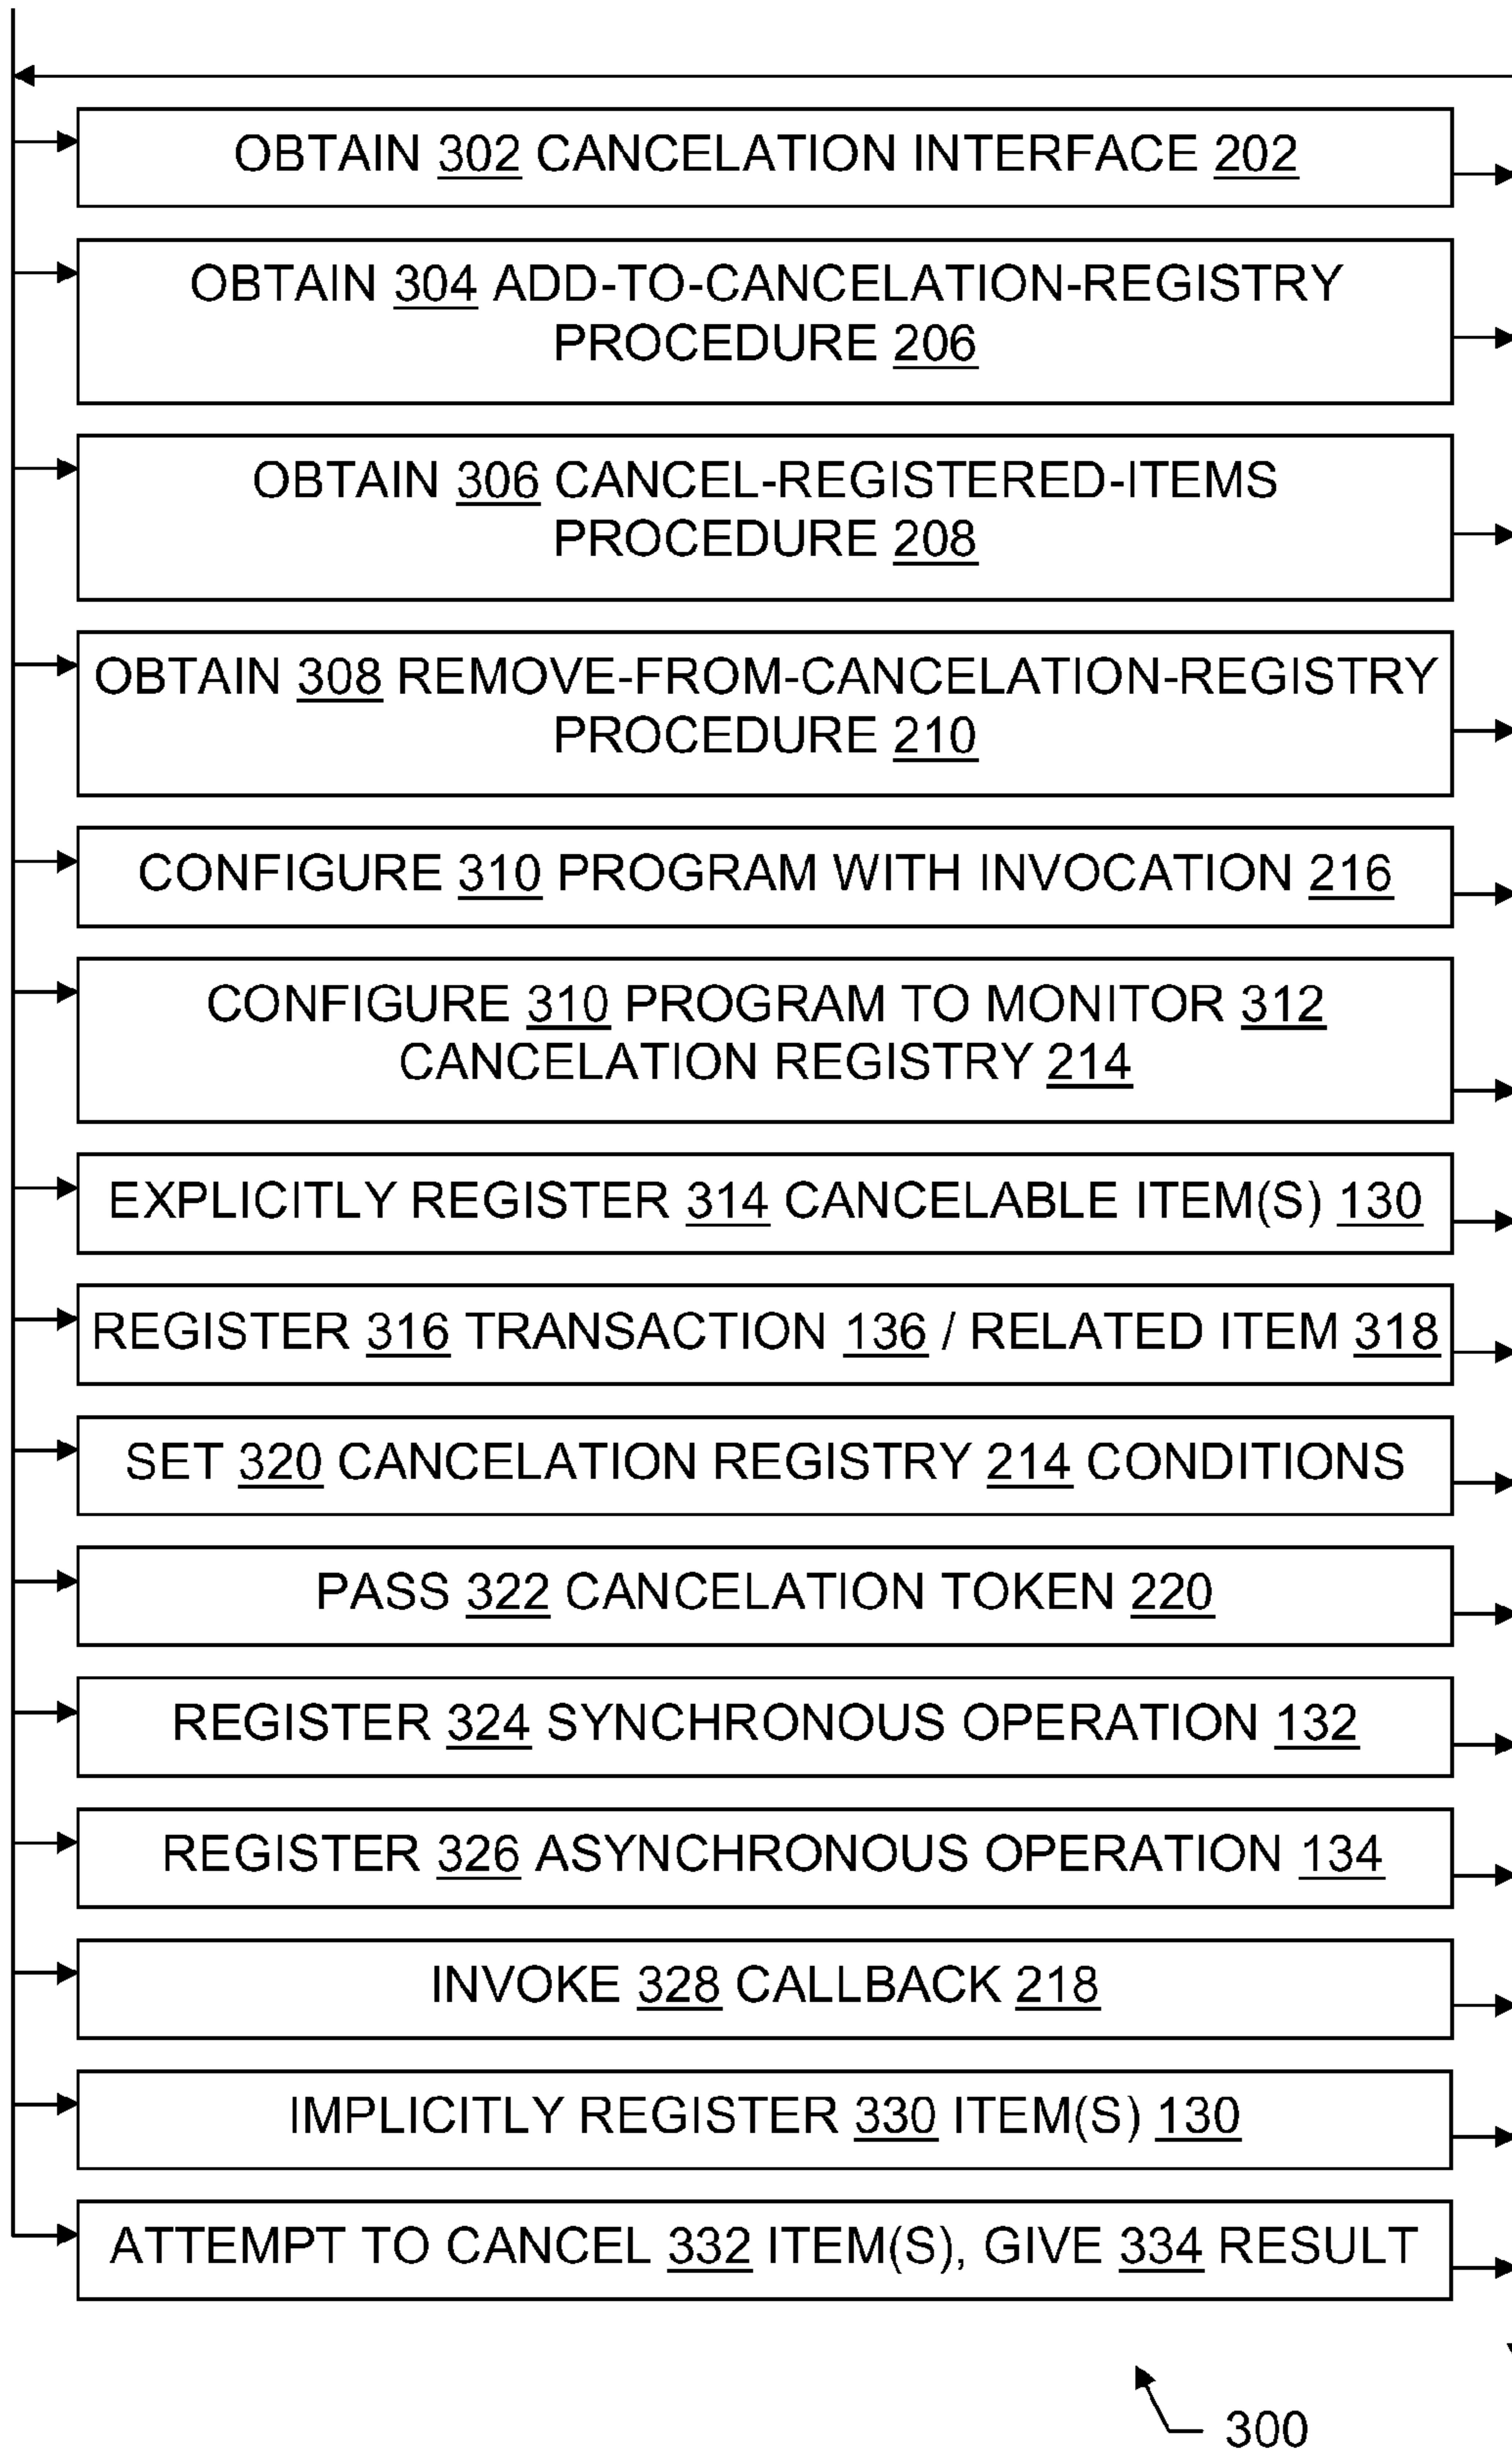 OBTAIN 302 CANCELATION INTERFACE 202
OBTAIN 304 ADD-TO-CANCELATION-REGISTRY
PROCEDURE 206
OBTAIN 306 CANCEL-REGISTERED-ITEMS
PROCEDURE 208
OBTAIN 308 REMOVE-FROM-CANCELATION-REGISTRY
PROCEDURE 210
CONFIGURE 310 PROGRAM WITH INVOCATION 216
CONFIGURE 310 PROGRAM TO MONITOR 312
CANCELATION REGISTRY 214
EXPLICITLY REGISTER 314 CANCELABLE ITEM(S) 130
REGISTER 316 TRANSACTION 136 / RELATED ITEM 318
SET 320 CANCELATION REGISTRY 214 CONDITIONS
PASS 322 CANCELATION TOKEN 220
REGISTER 324 SYNCHRONOUS OPERATION 132
REGISTER 326 ASYNCHRONOUS OPERATION 134
INVOKE 328 CALLBACK 218
IMPLICITLY REGISTER 330 ITEM(S) 130
ATTEMPT TO CANCEL 332 ITEM(S), GIVE 334 RESULT
300